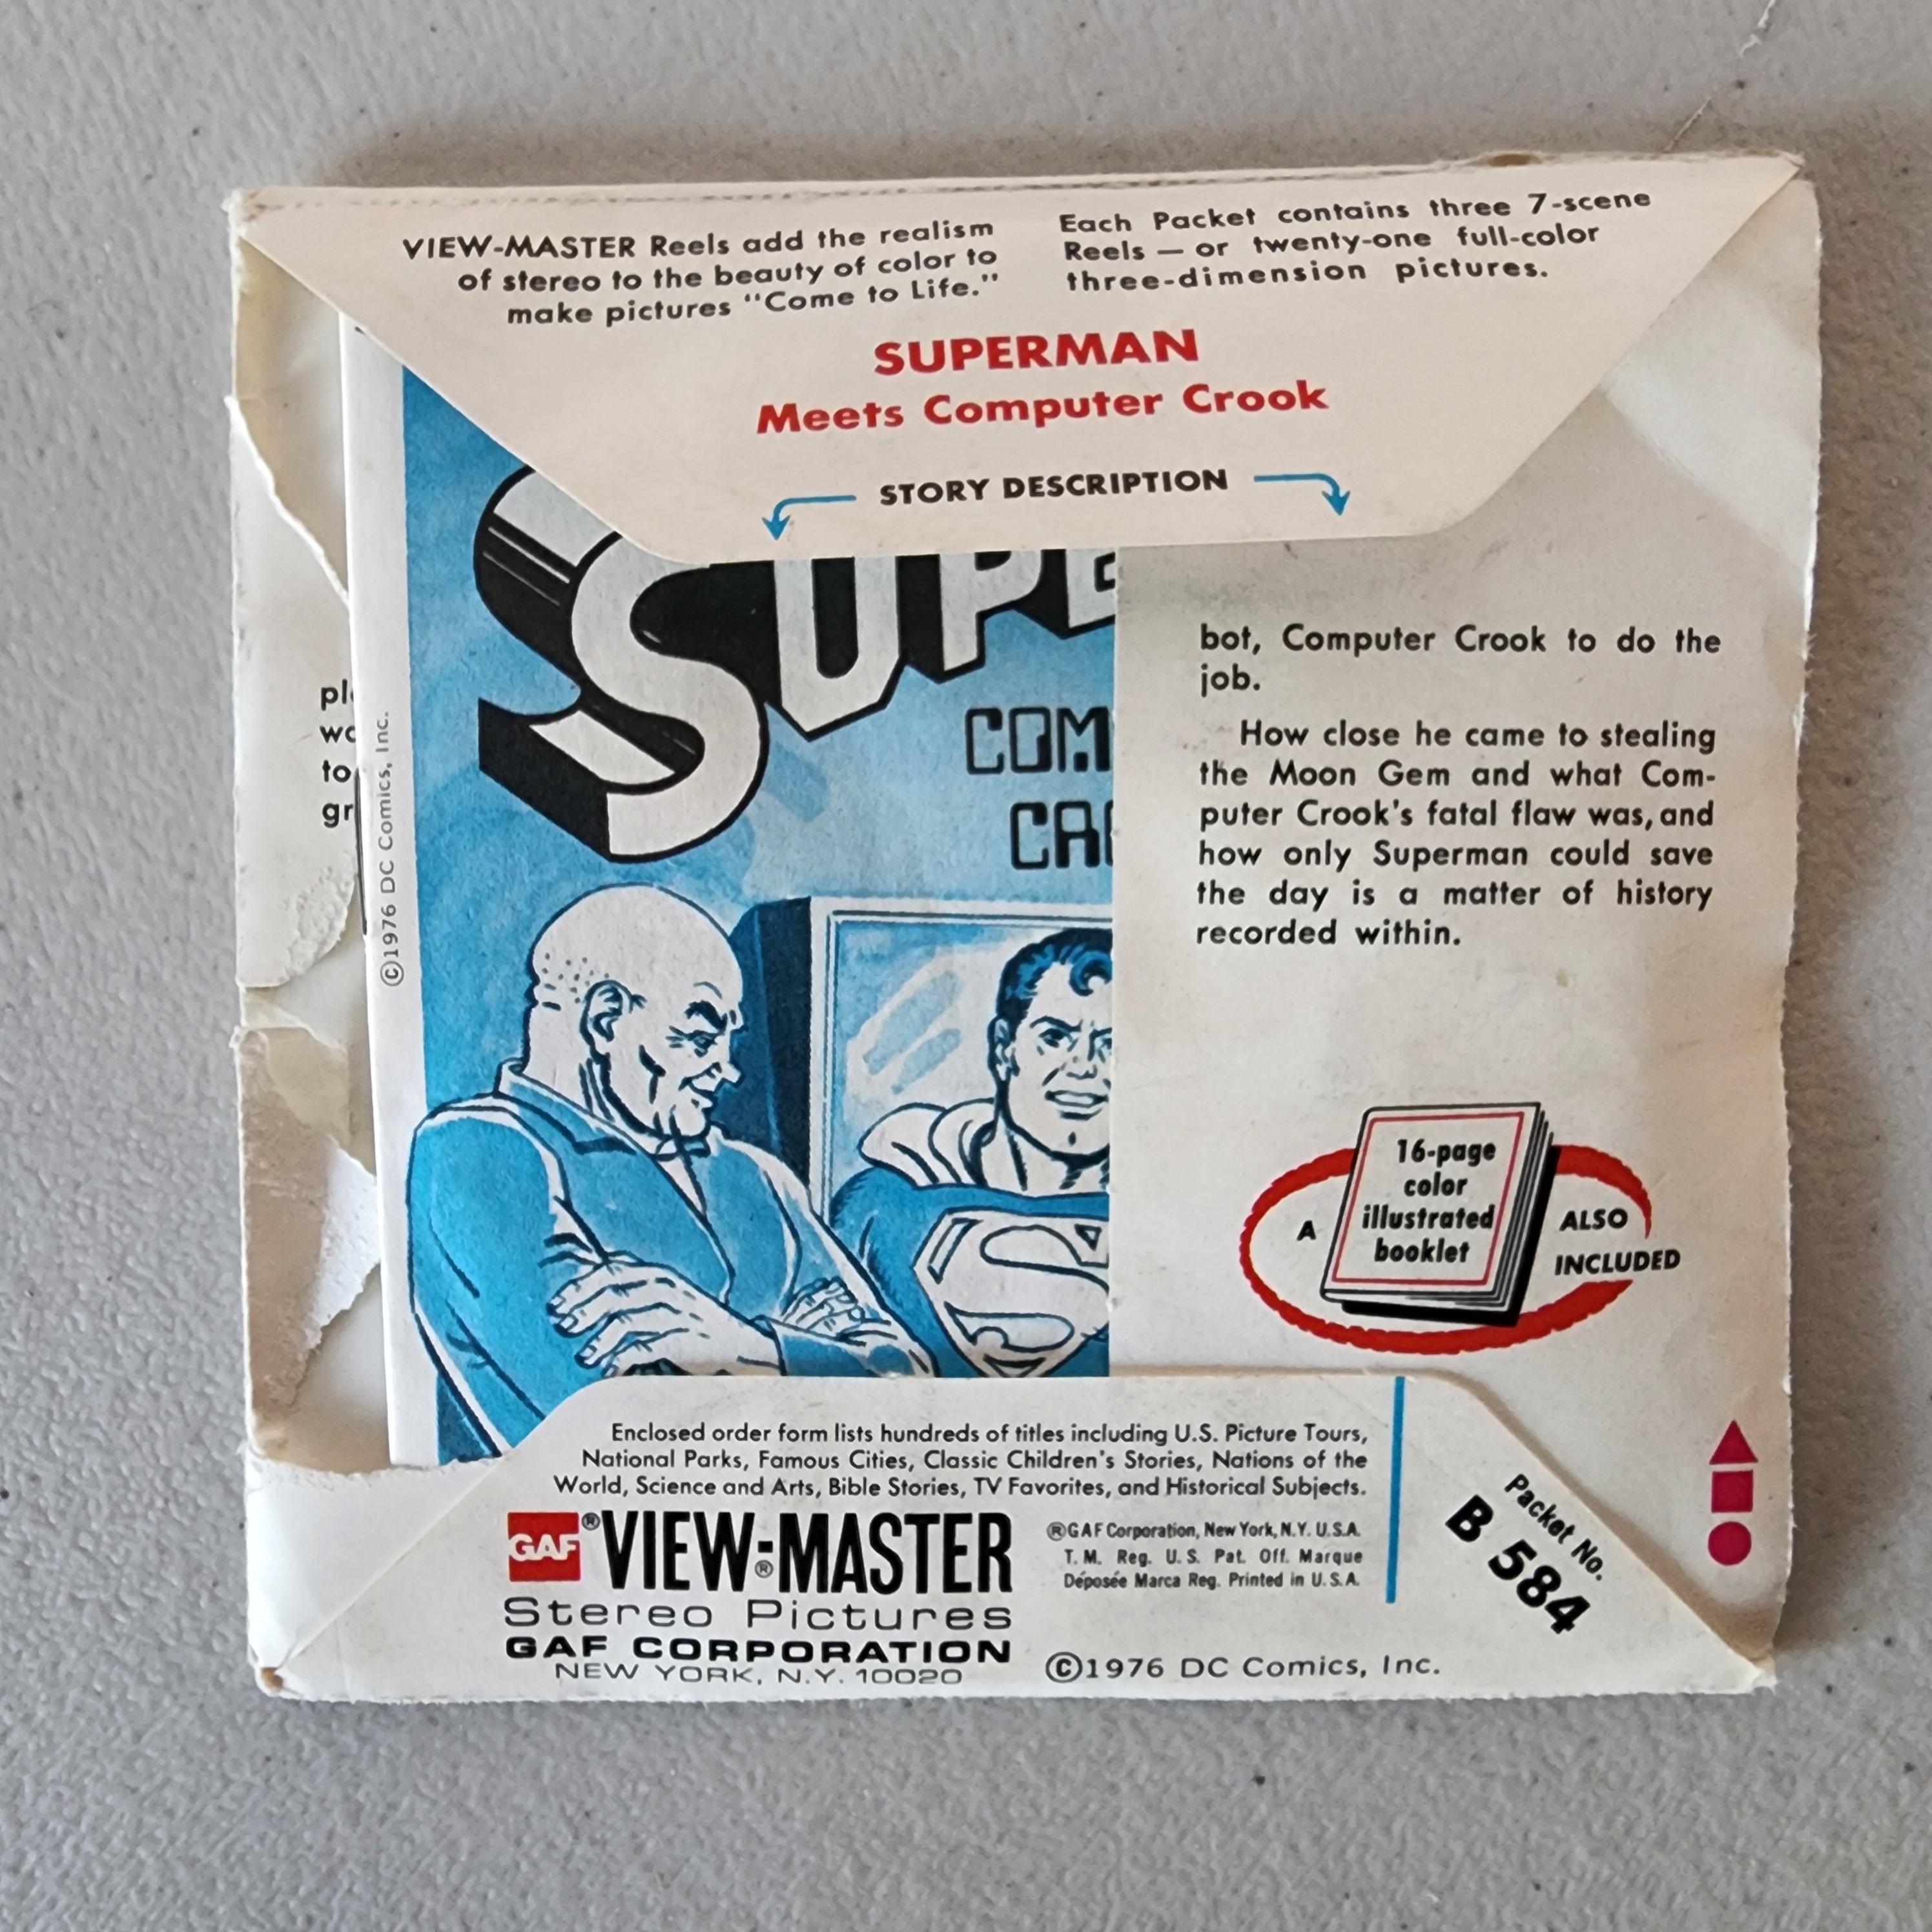 VIEW-MASTER Reels add the realism
of stereo to the beauty of color to
make pictures "Come to Life."
Each Packet contains three 7-scene
Reels — or twenty-one full-color
three-dimension pictures.
SUPERMAN
Meets Computer Crook
STORY DESCRIPTION
©1976 DC Comics, Inc.
bot, Computer Crook to do the
job.
How close he came to stealing
the Moon Gem and what Com-
puter Crook's fatal flaw was, and
how only Superman could save
the day is a matter of history
recorded within.
A
16-page
color
illustrated
booklet
ALSO
INCLUDED
Enclosed order form lists hundreds of titles including U.S. Picture Tours,
National Parks, Famous Cities, Classic Children's Stories, Nations of the
World, Science and Arts, Bible Stories, TV Favorites, and Historical Subjects.
GAF ® VIEW-MASTER ®
Stereo Pictures
GAF CORPORATION
NEW YORK, N.Y. 10020
®GAF Corporation, New York, N.Y. U.S.A.
T.M. Reg. U.S. Pat. Off. Marque
Déposée Marca Reg. Printed in U.S.A.
©1976 DC Comics, Inc.
Packet No.
B 584